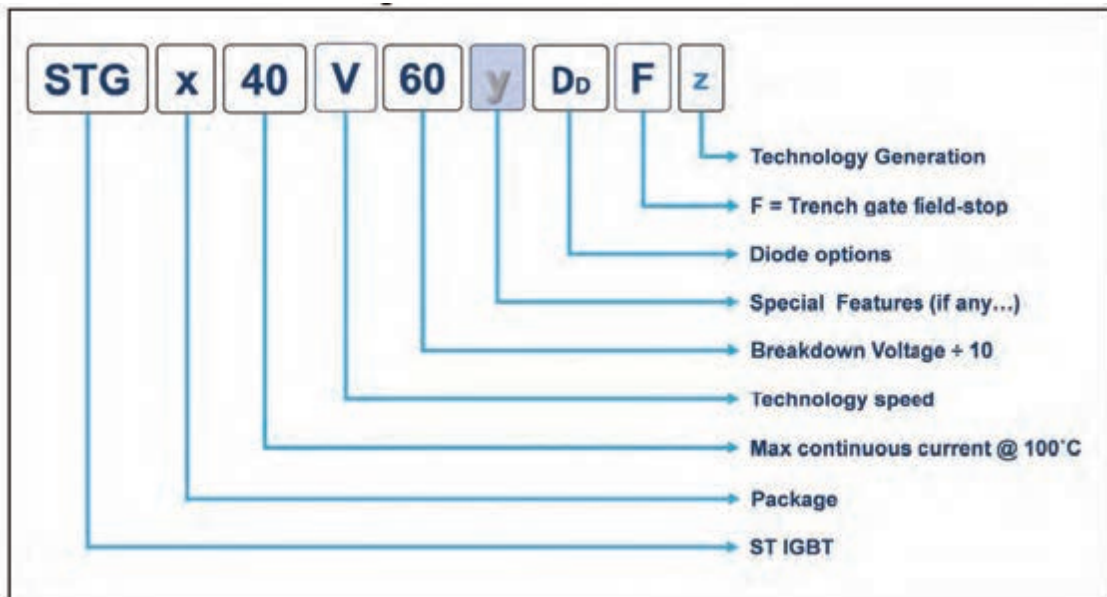 STG x 40 V 60 y DD F z
Technology Generation
F = Trench gate field-stop
Diode options
Special Features (if any...)
Breakdown Voltage ÷ 10
Technology speed
Max continuous current @ 100°C
Package
ST IGBT